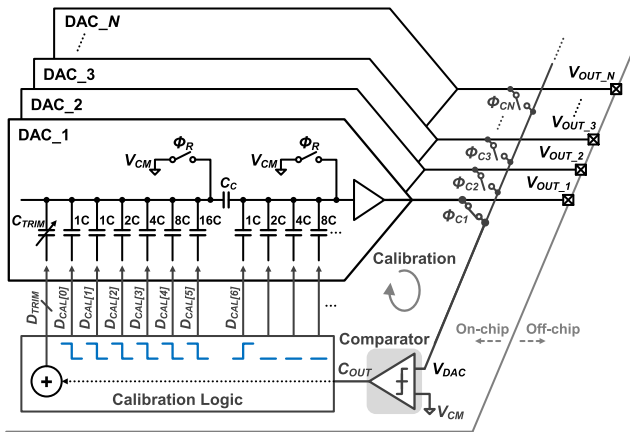 DAC_N
DAC_3
DAC_2
DAC_1
V_OUT_N
V_OUT_3
V_OUT_2
V_OUT_1
Φ_CN
Φ_C3
Φ_C2
Φ_C1
Φ_R
Φ_R
V_CM
C_C
V_CM
C_TRIM
1C
1C
2C
4C
8C
16C
1C
2C
4C
8C
...
D_TRIM
D_CAL[0]
D_CAL[1]
D_CAL[2]
D_CAL[3]
D_CAL[4]
D_CAL[5]
D_CAL[6]
...
Calibration
On-chip
Off-chip
Comparator
C_OUT
V_DAC
V_CM
+
Calibration Logic